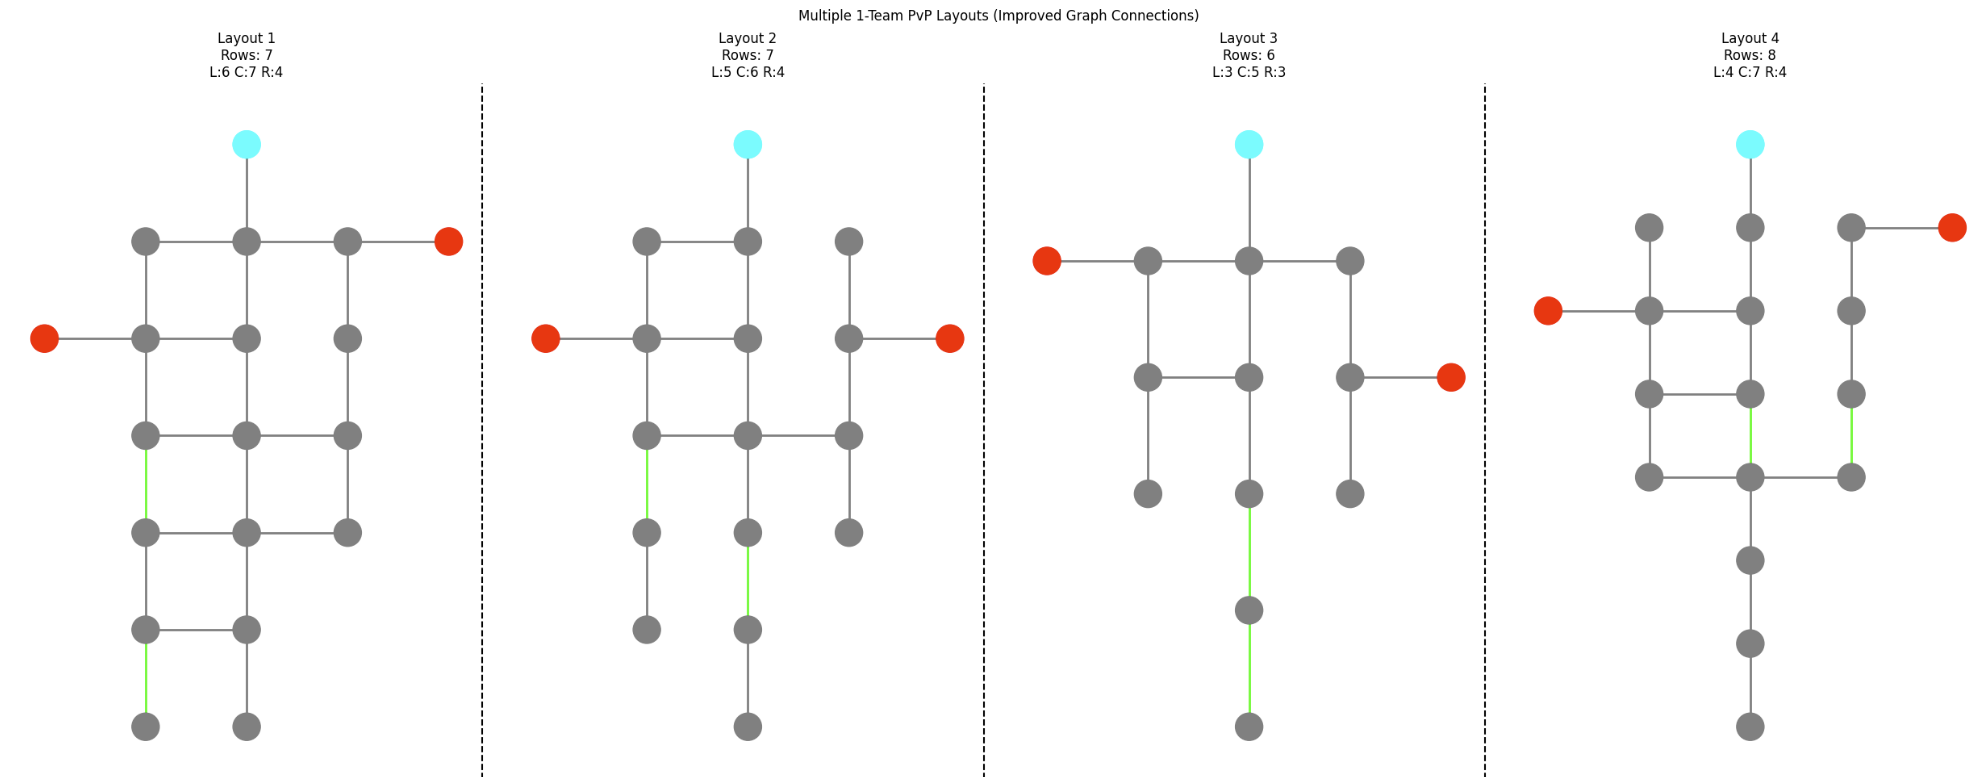 Multiple 1-Team PvP Layouts (Improved Graph Connections)
Layout 1
Rows: 7
L:6 C:7 R:4
Layout 2
Rows: 7
L:5 C:6 R:4
Layout 3
Rows: 6
L:3 C:5 R:3
Layout 4
Rows: 8
L:4 C:7 R:4